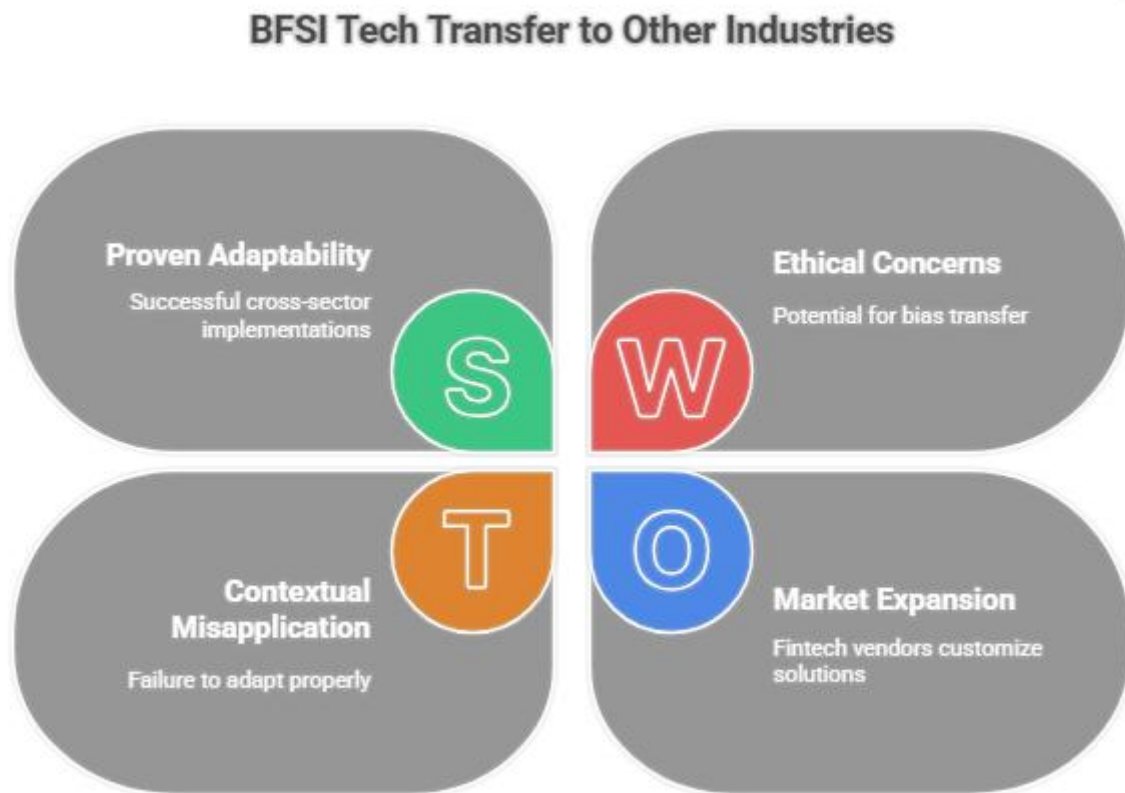 BFSI Tech Transfer to Other Industries
Proven Adaptability
Successful cross-sector
implementations
S
W
Ethical Concerns
Potential for bias transfer
Contextual
Misapplication
Failure to adapt properly
T
O
Market Expansion
Fintech vendors customize
solutions